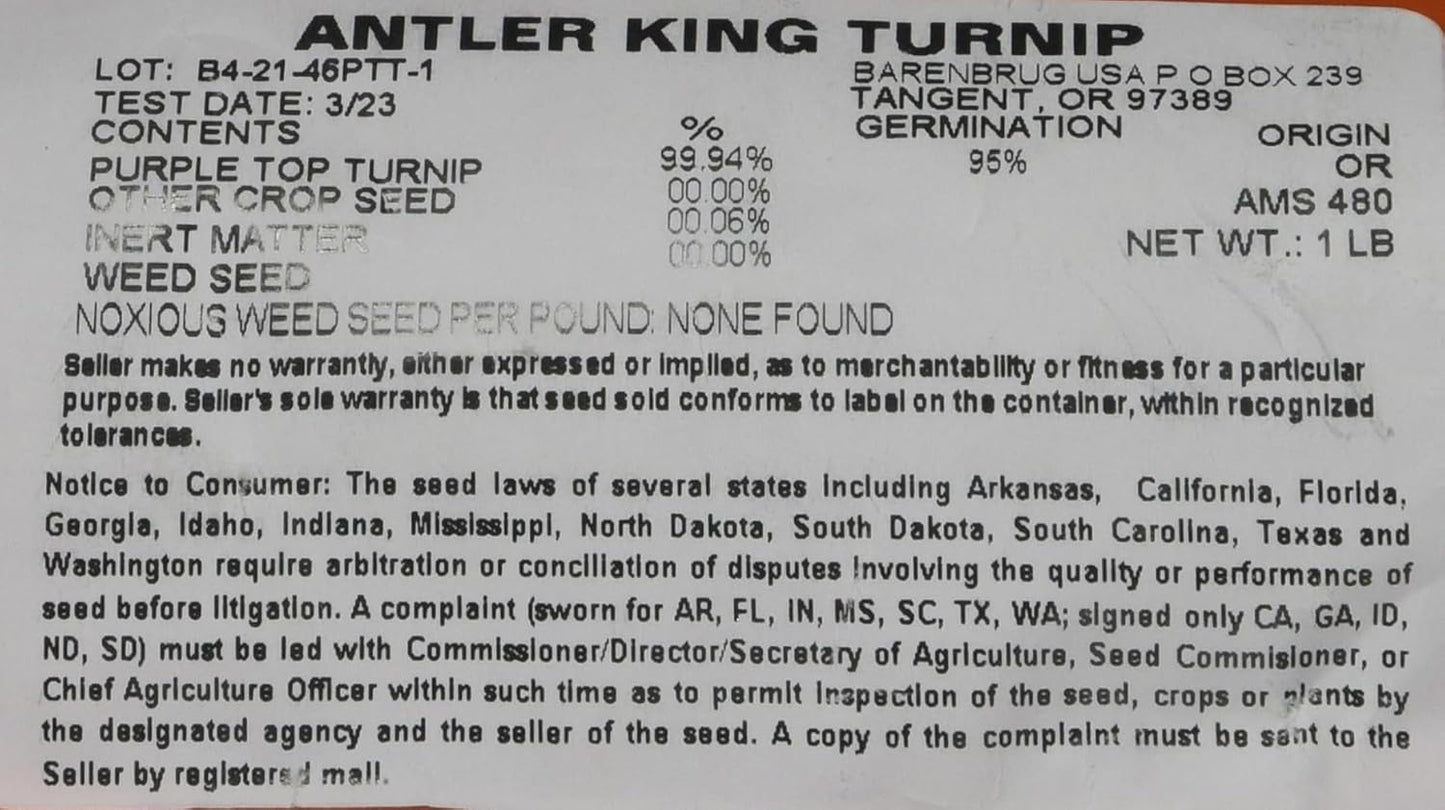 ANTLER KING TURNIP
LOT: B4-21-46PTT-1
BARENBRUG USA P O BOX 239
TEST DATE: 3/23
TANGENT, OR 97389
CONTENTS % GERMINATION ORIGIN
PURPLE TOP TURNIP 99.94% 95% OR
OTHER CROP SEED 00.00% AMS 480
INERT MATTER 00.06% NET WT.: 1 LB
WEED SEED 00.00%
NOXIOUS WEED SEED PER POUND: NONE FOUND
Seller makes no warrantly, either expressed or implied, as to merchantability or fitness for a particular
purpose. Seller's sole warranty is that seed sold conforms to label on the container, within recognized
tolerances.
Notice to Consumer: The seed laws of several states including Arkansas, California, Florida,
Georgia, Idaho, Indiana, Mississippi, North Dakota, South Dakota, South Carolina, Texas and
Washington require arbitration or conciliation of disputes involving the quality or performance of
seed before litigation. A complaint (sworn for AR, FL, IN, MS, SC, TX, WA; signed only CA, GA, ID,
ND, SD) must be led with Commissioner/Director/Secretary of Agriculture, Seed Commisioner, or
Chief Agriculture Officer within such time as to permit inspection of the seed, crops or plants by
the designated agency and the seller of the seed. A copy of the complaint must be sent to the
Seller by registered mail.